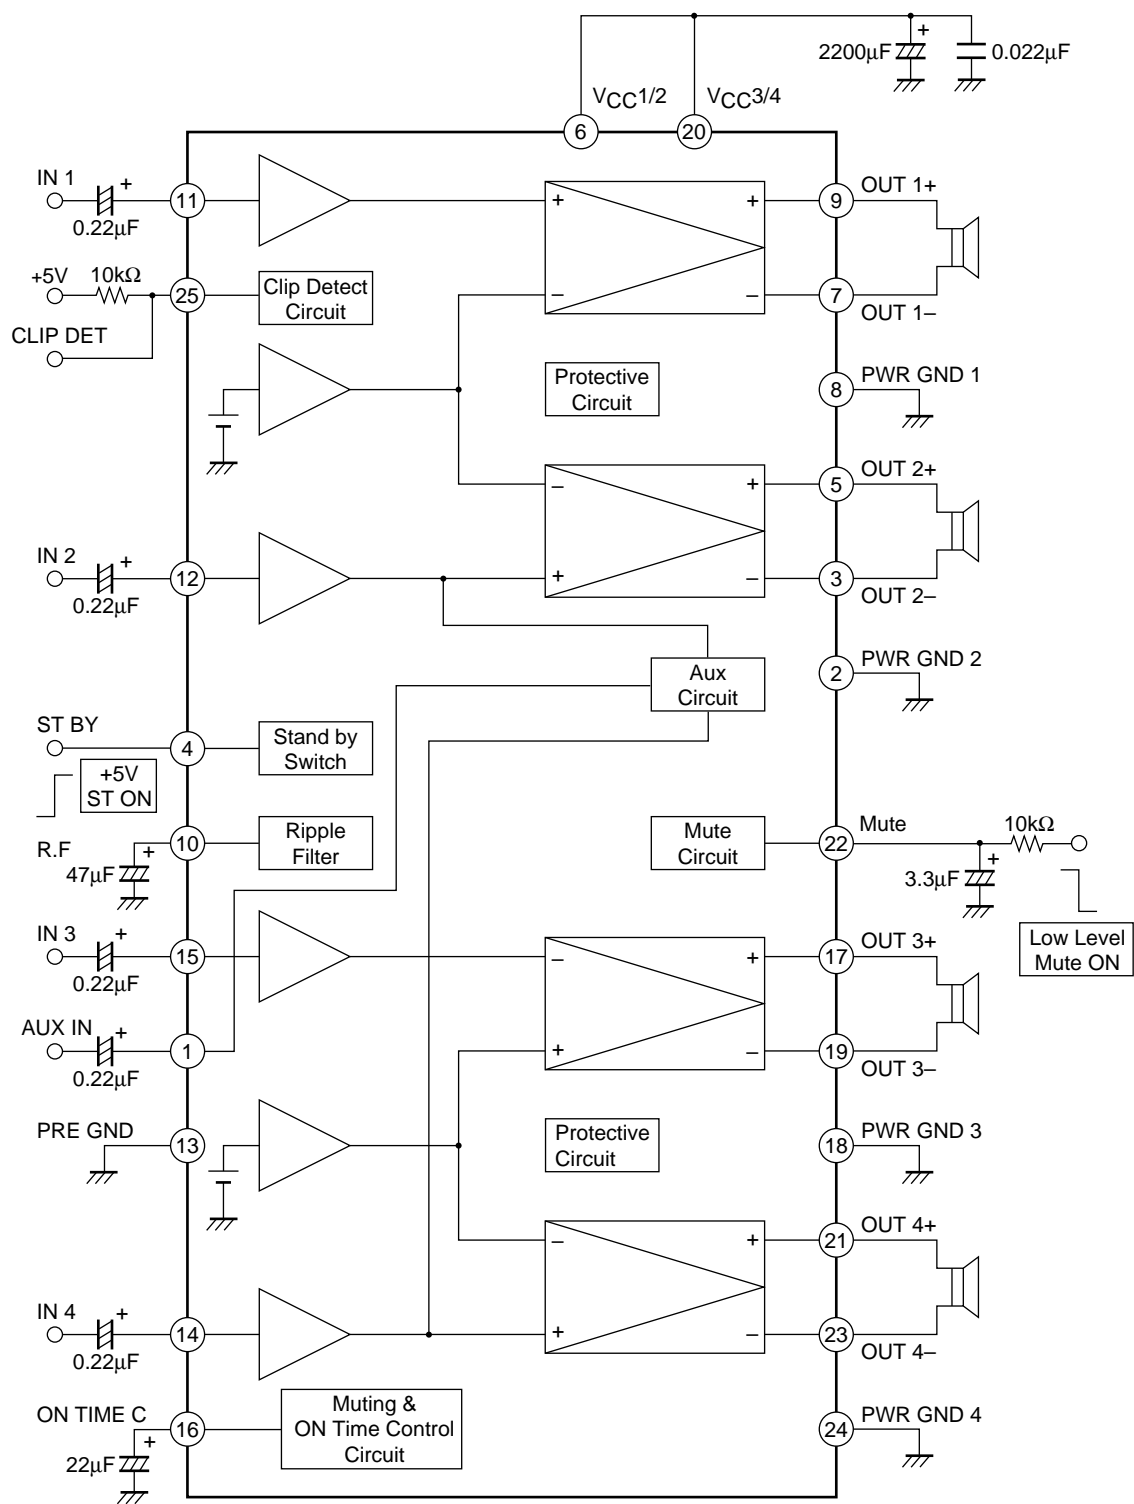 2200µF
0.022µF
+
VCC1/2
VCC3/4
6
20
IN 1
+
0.22µF
11
+
+
9
OUT 1+
+5V
10kΩ
25
Clip Detect
Circuit
–
–
7
OUT 1–
CLIP DET
Protective
Circuit
8
PWR GND 1
–
+
5
OUT 2+
IN 2
+
0.22µF
12
+
–
3
OUT 2–
Aux
Circuit
2
PWR GND 2
ST BY
4
Stand by
Switch
+5V
ST ON
R.F
+
47µF
10
Ripple
Filter
Mute
Circuit
22
Mute
10kΩ
+
3.3µF
Low Level
Mute ON
IN 3
+
0.22µF
15
–
+
17
OUT 3+
AUX IN
+
0.22µF
1
+
–
19
OUT 3–
PRE GND
13
Protective
Circuit
18
PWR GND 3
–
+
21
OUT 4+
IN 4
+
0.22µF
14
+
–
23
OUT 4–
ON TIME C
+
22µF
16
Muting &
ON Time Control
Circuit
24
PWR GND 4